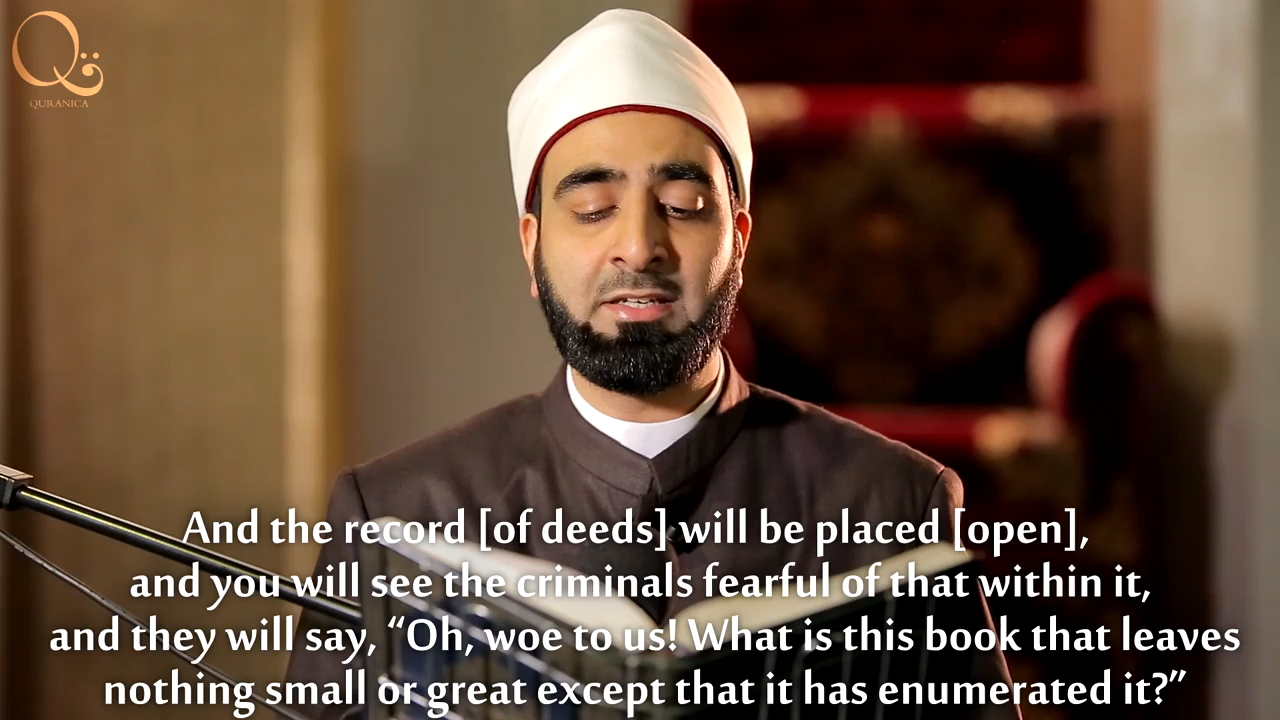 QURANICA
And the record [of deeds] will be placed [open],
and you will see the criminals fearful of that within it,
and they will say, “Oh, woe to us! What is this book that leaves
nothing small or great except that it has enumerated it?”